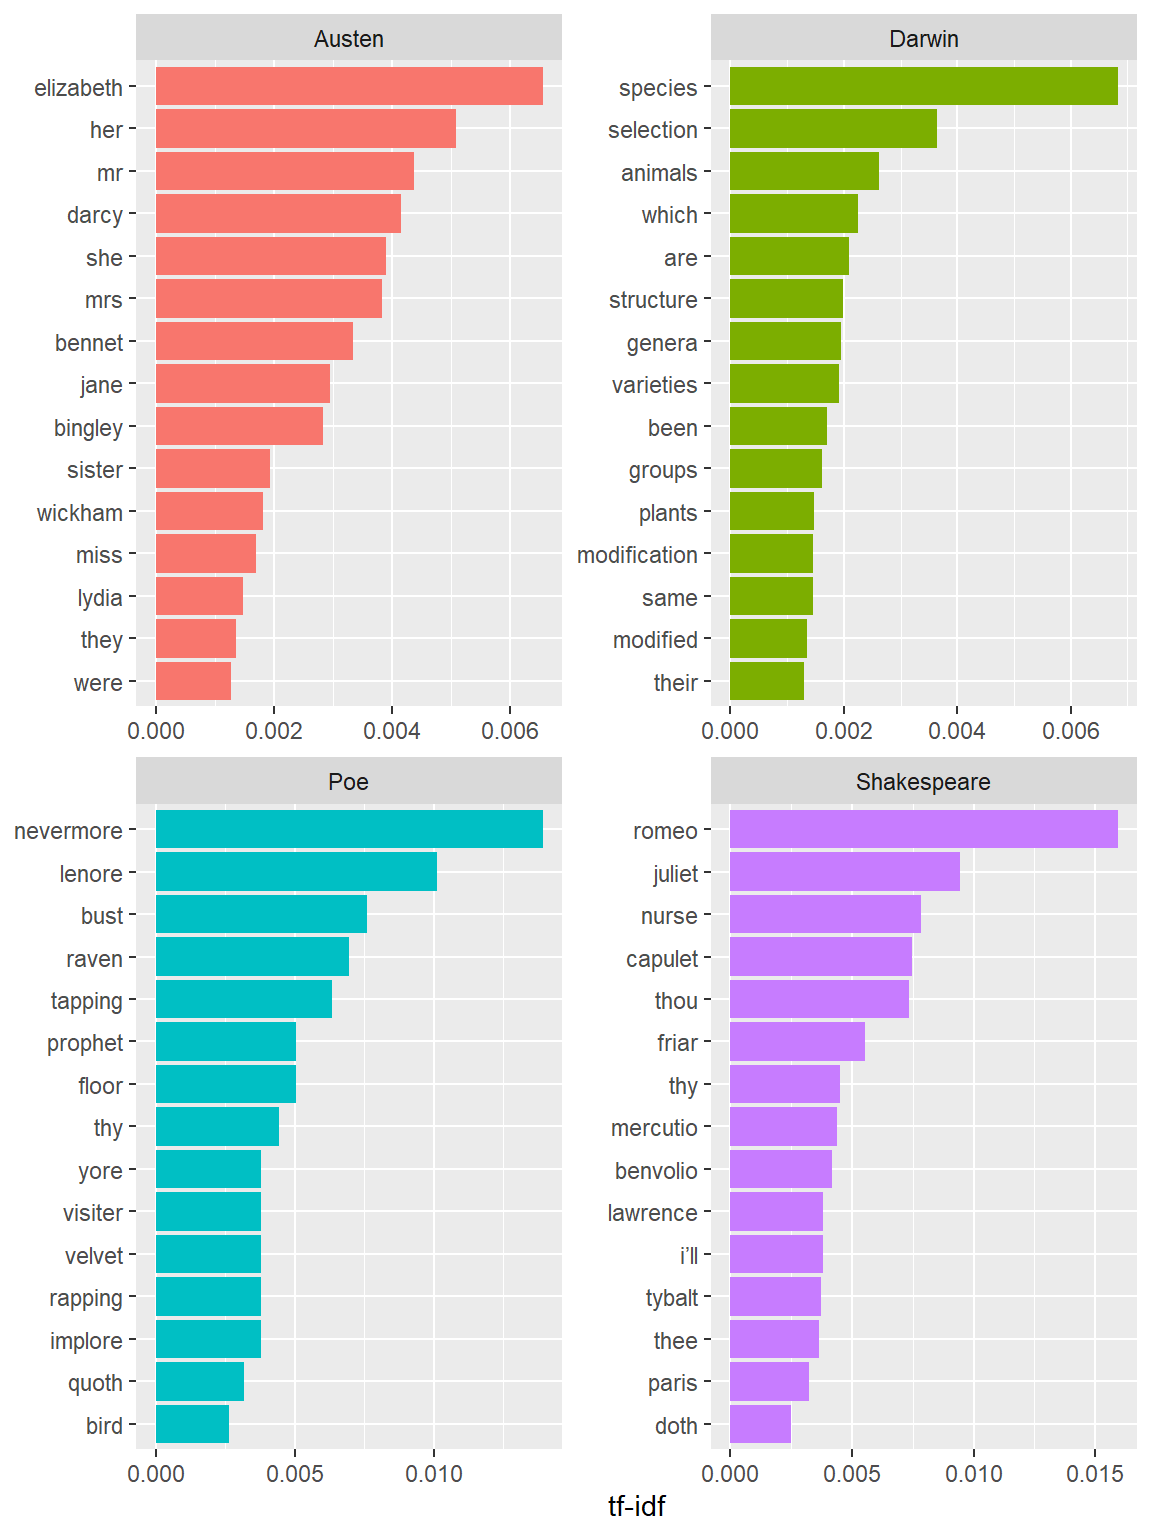 Austen
elizabeth
her
mr
darcy
she
mrs
bennet
jane
bingley
sister
wickham
miss
lydia
they
were
0.000 0.002 0.004 0.006
Darwin
species
selection
animals
which
are
structure
genera
varieties
been
groups
plants
modification
same
modified
their
0.000 0.002 0.004 0.006
Poe
nevermore
lenore
bust
raven
tapping
prophet
floor
thy
yore
visiter
velvet
rapping
implore
quoth
bird
0.000 0.005 0.010
Shakespeare
romeo
juliet
nurse
capulet
thou
friar
thy
mercutio
benvolio
lawrence
i’ll
tybalt
thee
paris
doth
0.000 0.005 0.010 0.015
tf-idf